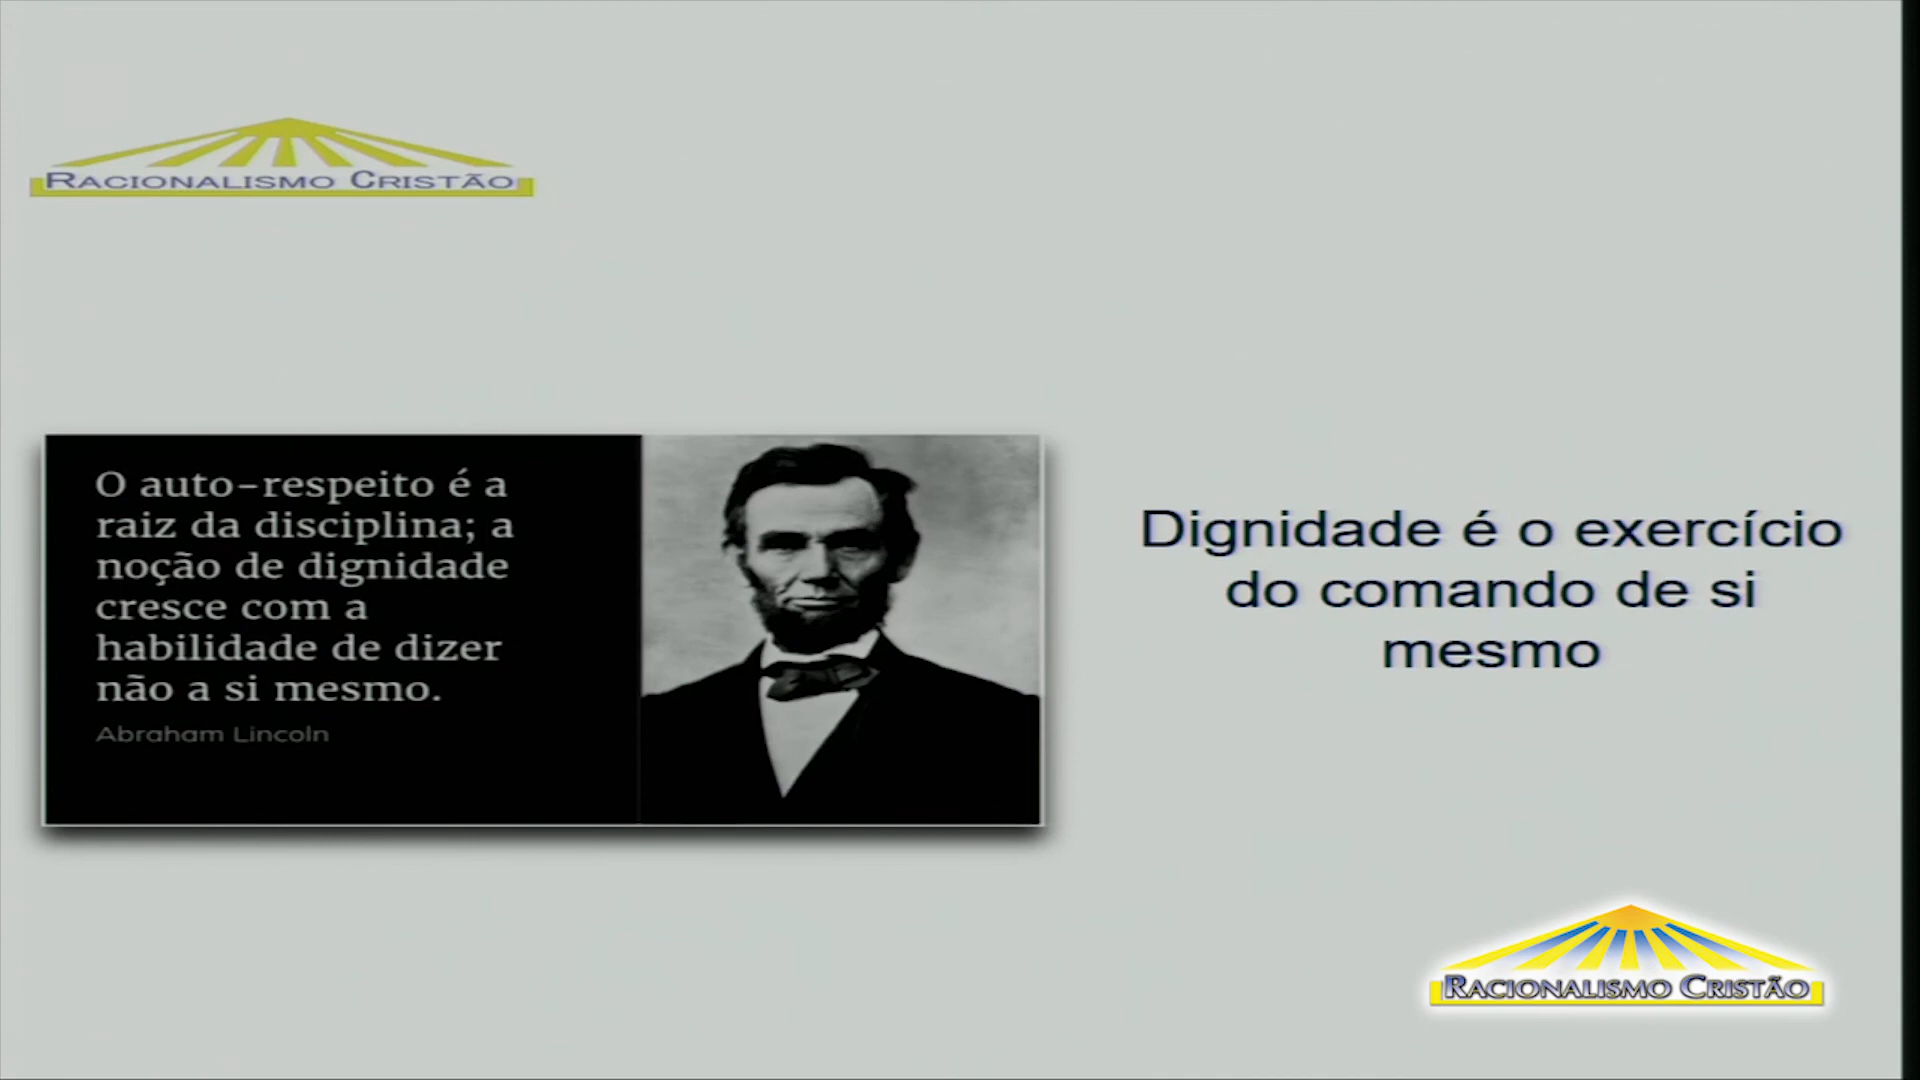 RACIONALISMO CRISTÃO
O auto-respeito é a
raiz da disciplina; a
noção de dignidade
cresce com a
habilidade de dizer
não a si mesmo.
Abraham Lincoln
Dignidade é o exercício
do comando de si
mesmo
RACIONALISMO CRISTÃO